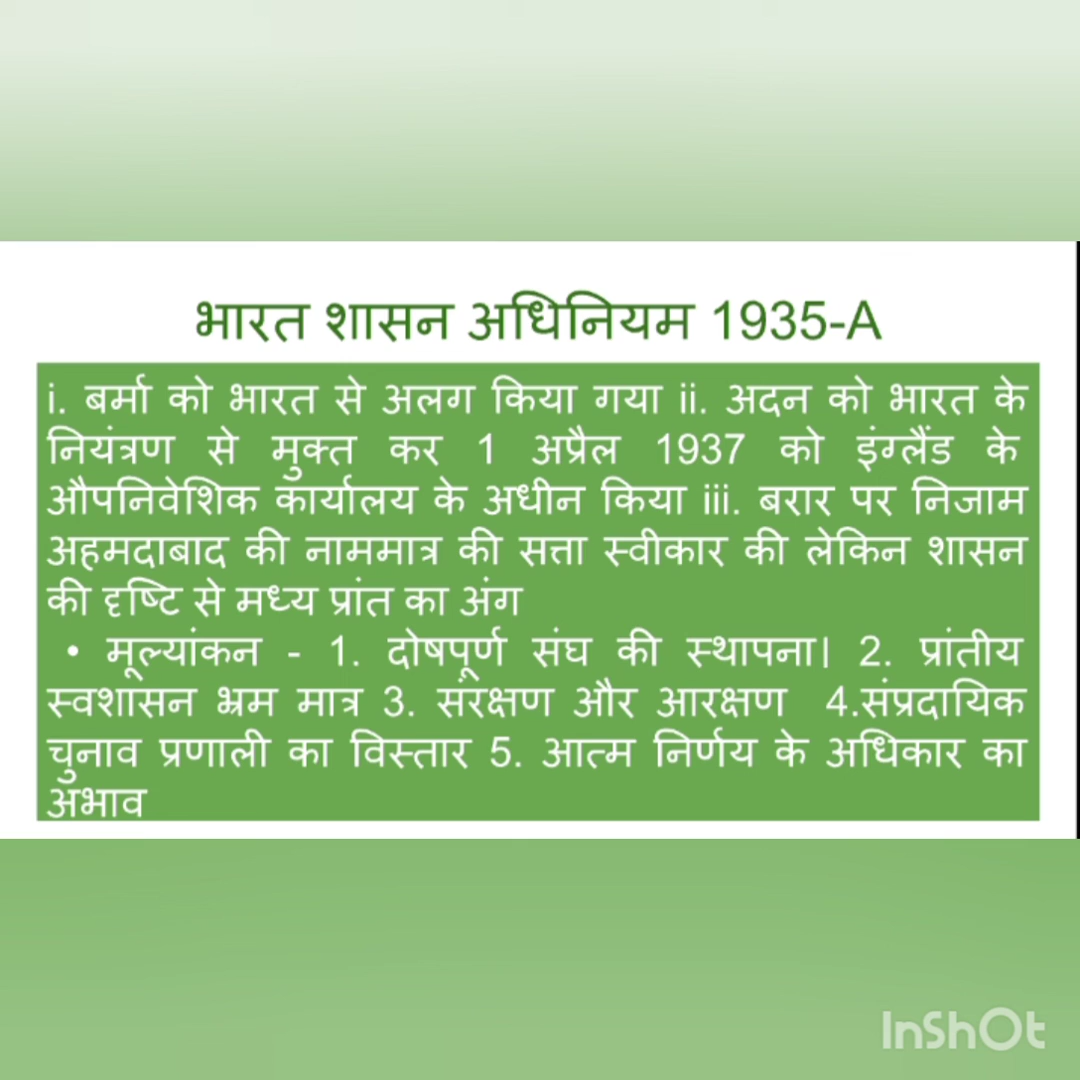 भारत शासन अधिनियम 1935-A
i. बर्मा को भारत से अलग किया गया ii. अदन को भारत के
नियंत्रण से मुक्त कर 1 अप्रैल 1937 को इंग्लैंड के
औपनिवेशिक कार्यालय के अधीन किया iii. बरार पर निजाम
अहमदाबाद की नाममात्र की सत्ता स्वीकार की लेकिन शासन
की दृष्टि से मध्य प्रांत का अंग
• मूल्यांकन - 1. दोषपूर्ण संघ की स्थापना। 2. प्रांतीय
स्वशासन भ्रम मात्र 3. संरक्षण और आरक्षण 4.संप्रदायिक
चुनाव प्रणाली का विस्तार 5. आत्म निर्णय के अधिकार का
अभाव
InShOt